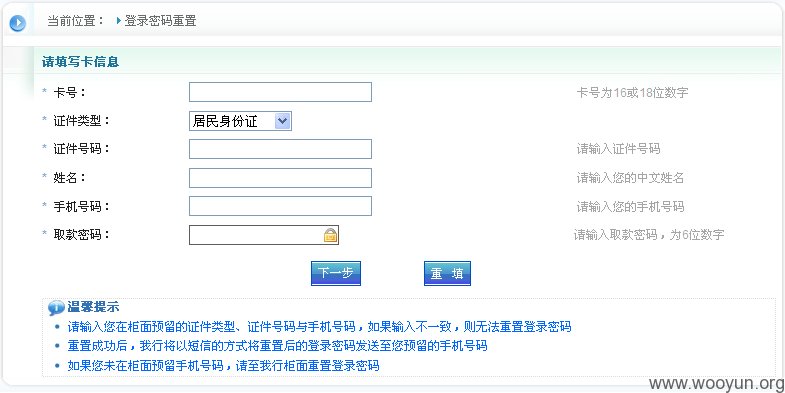 当前位置： 登录密码重置
请填写卡信息
* 卡号： 卡号为16或18位数字
* 证件类型： 居民身份证
* 证件号码： 请输入证件号码
* 姓名： 请输入您的中文姓名
* 手机号码： 请输入您的手机号码
* 取款密码： 请输入取款密码，为6位数字
下一步 重 填
温馨提示
• 请输入您在柜面预留的证件类型、证件号码与手机号码，如果输入不一致，则无法重置登录密码
• 重置成功后，我行将以短信的方式将重置后的登录密码发送至您预留的手机号码
• 如果您未在柜面预留手机号码，请至我行柜面重置登录密码
www.wooyun.org